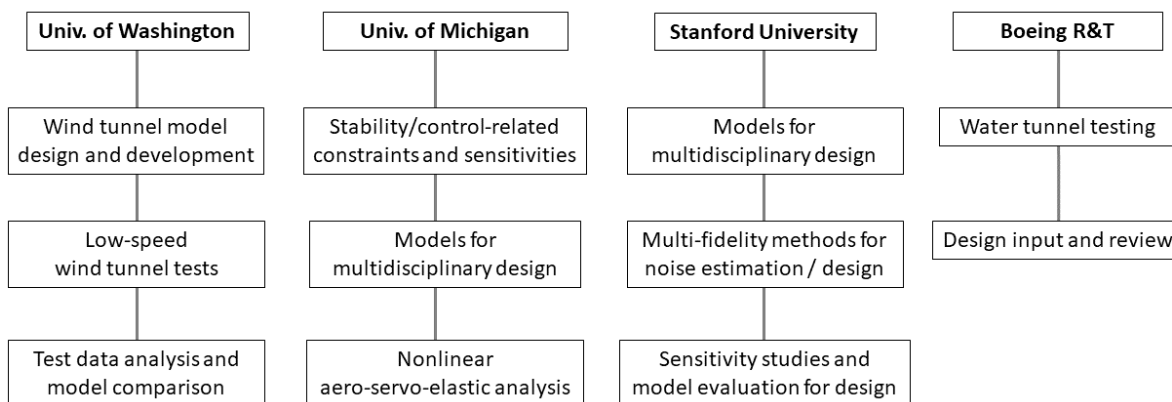 Univ. of Washington
Wind tunnel model
design and development
Low-speed
wind tunnel tests
Test data analysis and
model comparison
Univ. of Michigan
Stability/control-related
constraints and sensitivities
Models for
multidisciplinary design
Nonlinear
aero-servo-elastic analysis
Stanford University
Models for
multidisciplinary design
Multi-fidelity methods for
noise estimation / design
Sensitivity studies and
model evaluation for design
Boeing R&T
Water tunnel testing
Design input and review